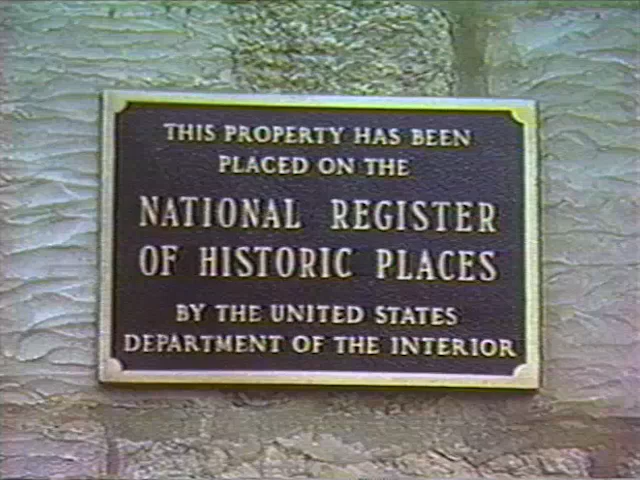 THIS PROPERTY HAS BEEN
PLACED ON THE
NATIONAL REGISTER
OF HISTORIC PLACES
BY THE UNITED STATES
DEPARTMENT OF THE INTERIOR